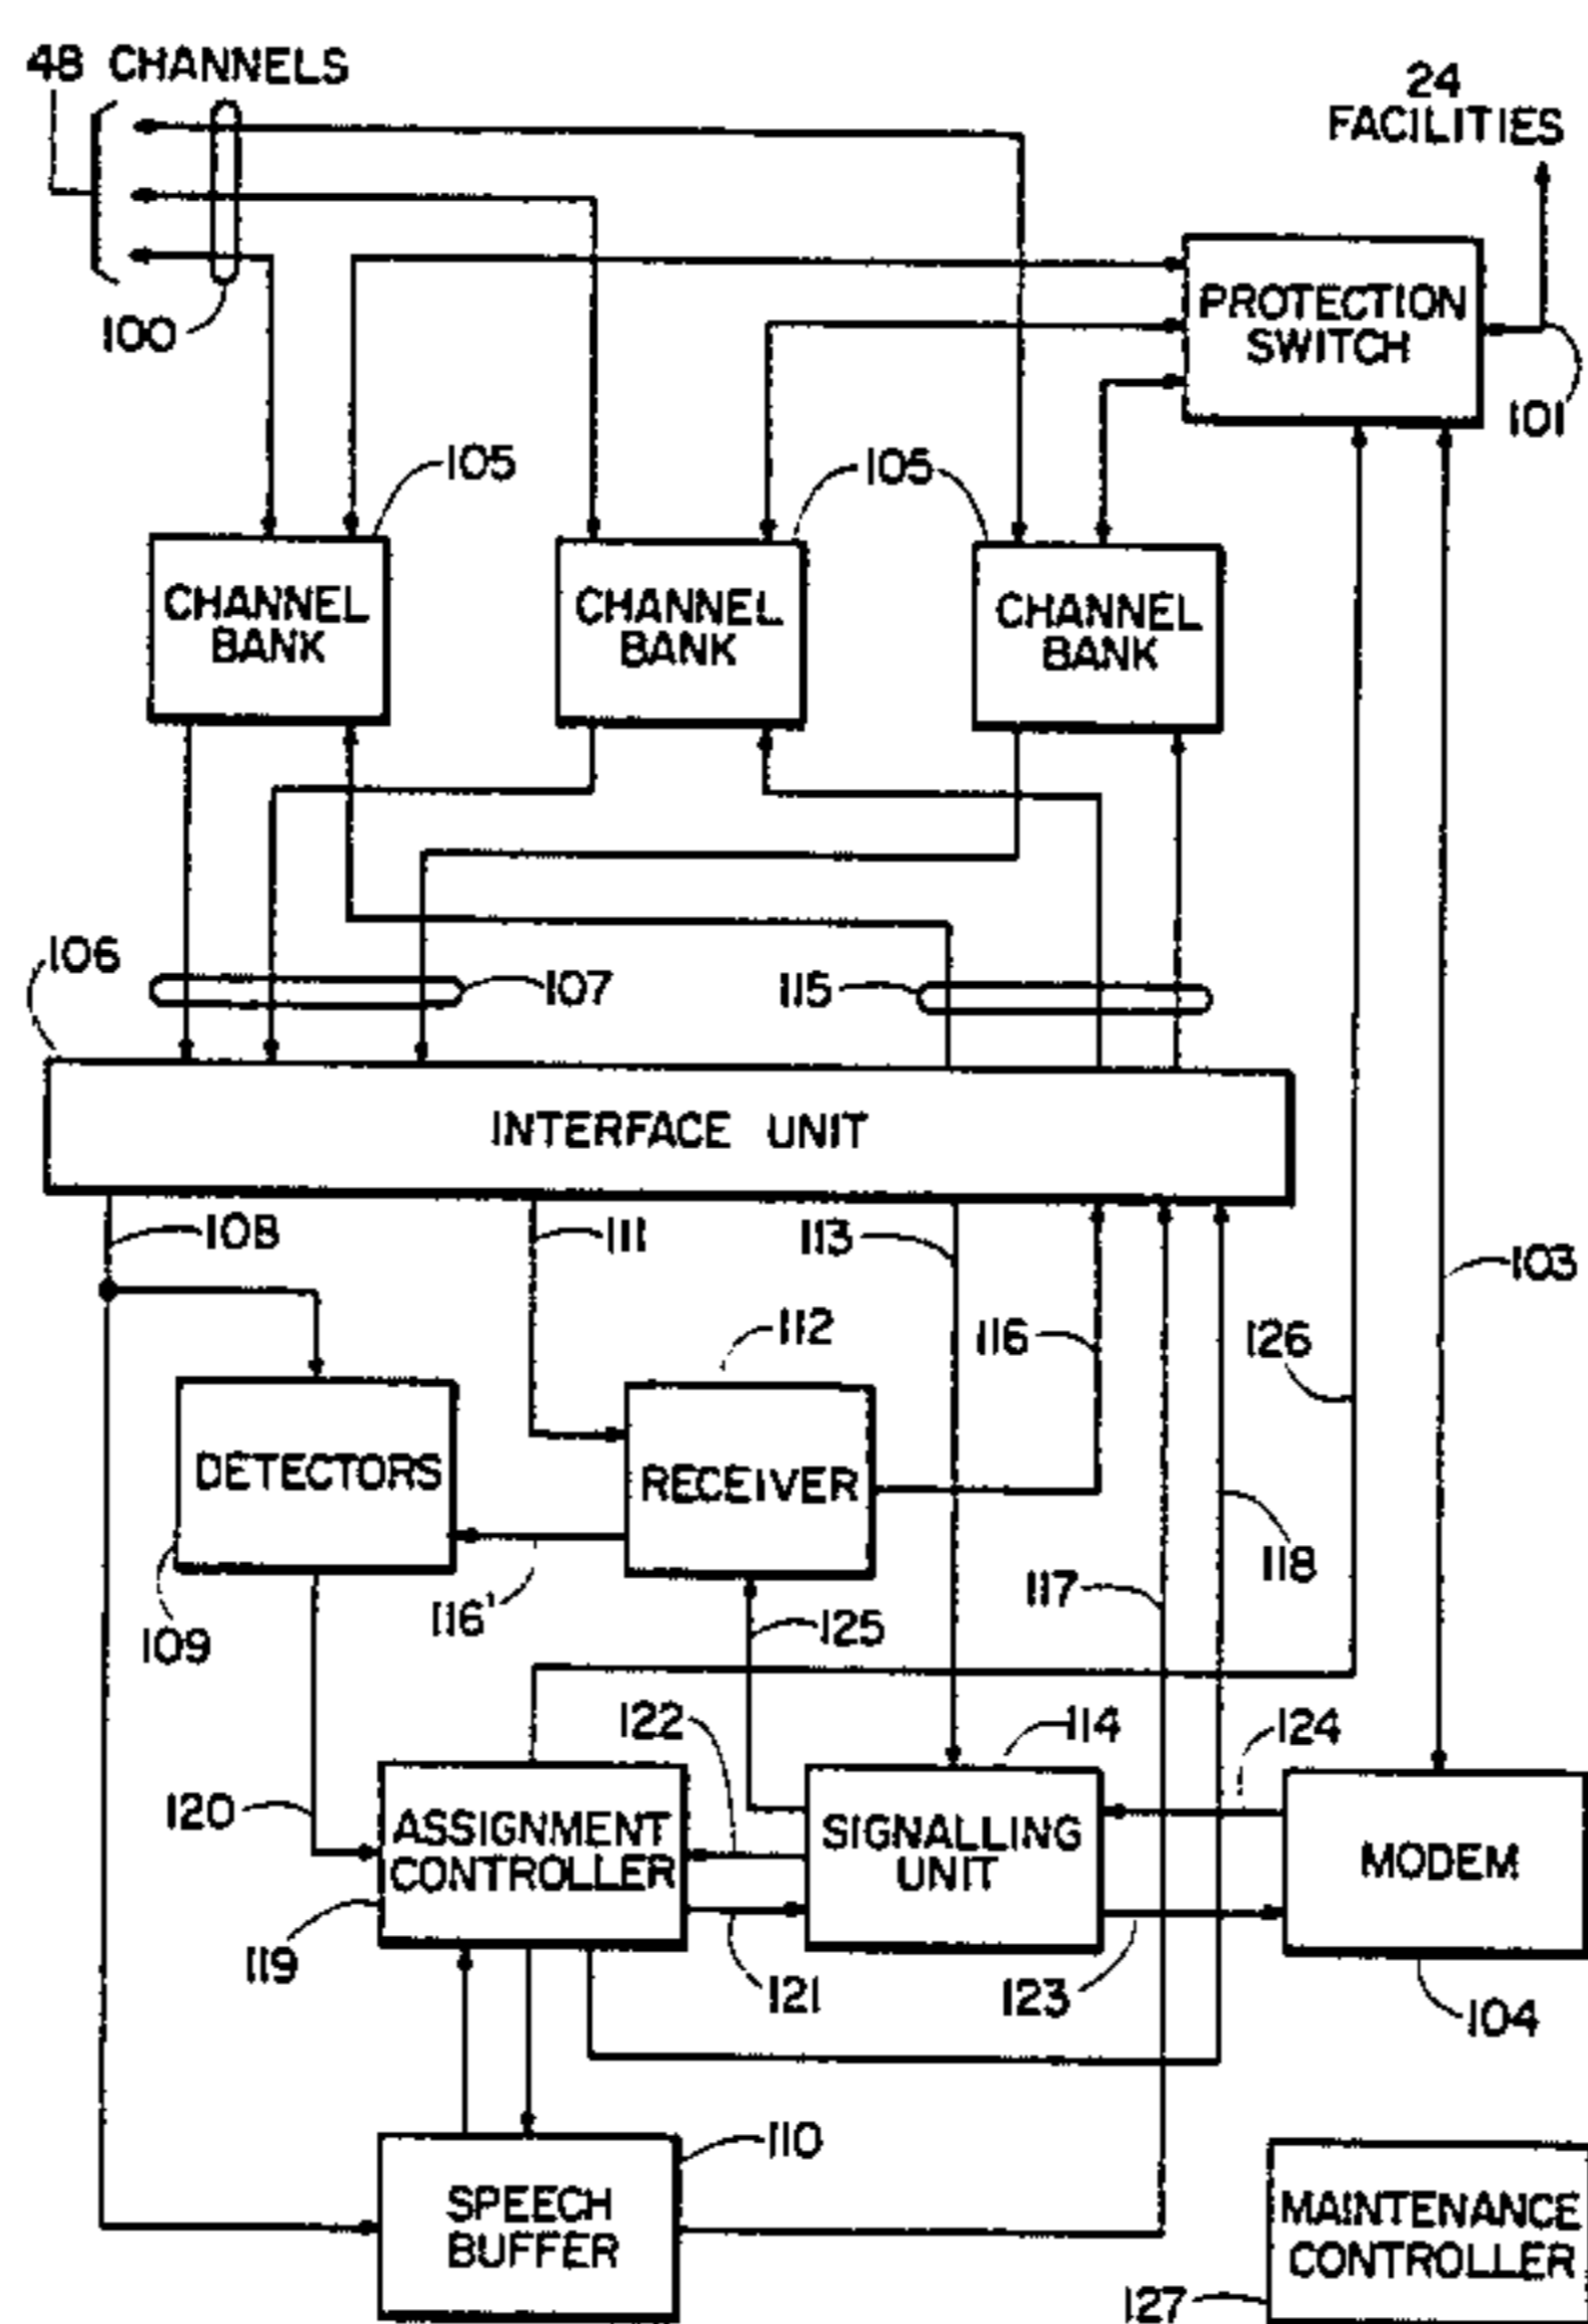 48 CHANNELS
24
FACILITIES
100
PROTECTION
SWITCH
101
105
105
CHANNEL
BANK
CHANNEL
BANK
CHANNEL
BANK
106
107
115
INTERFACE UNIT
108
111
113
103
112
116
126
DETECTORS
RECEIVER
118
109
116'
125
117
122
114
124
120
ASSIGNMENT
CONTROLLER
SIGNALLING
UNIT
MODEM
119
121
123
104
110
SPEECH
BUFFER
MAINTENANCE
CONTROLLER
127